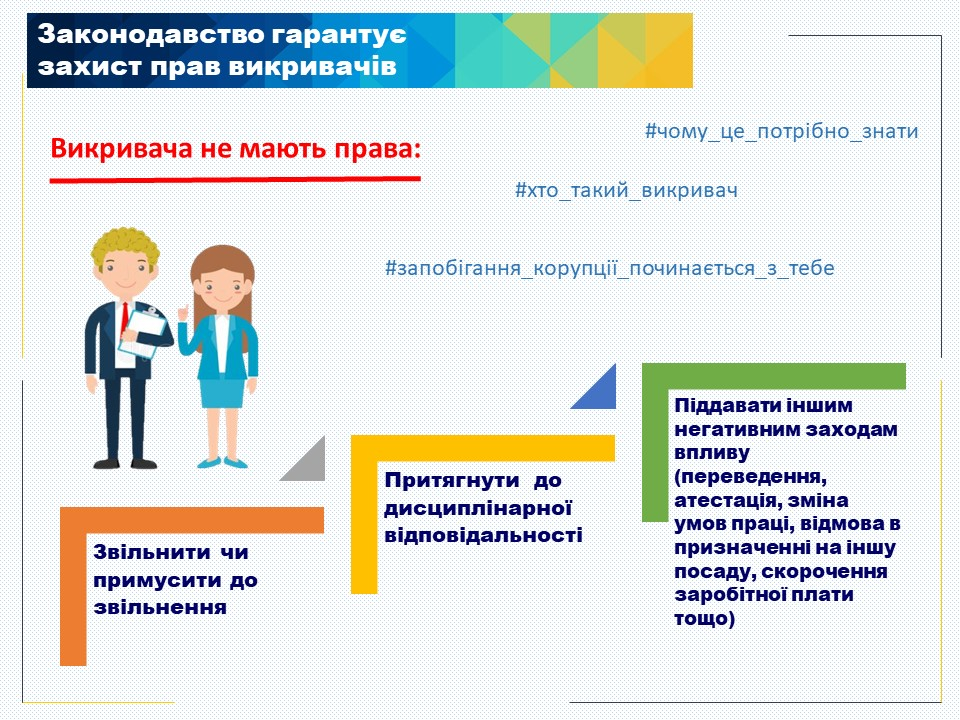 Законодавство гарантує
захист прав викривачів
#чому_це_потрібно_знати
Викривача не мають права:
#хто_такий_викривач
#запобігання_корупції_починається_з_тебе
Звільнити чи
примусити до
звільнення
Притягнути до
дисциплінарної
відповідальності
Піддавати іншим
негативним заходам
впливу
(переведення,
атестація, зміна
умов праці, відмова в
призначенні на іншу
посаду, скорочення
заробітної плати
тощо)